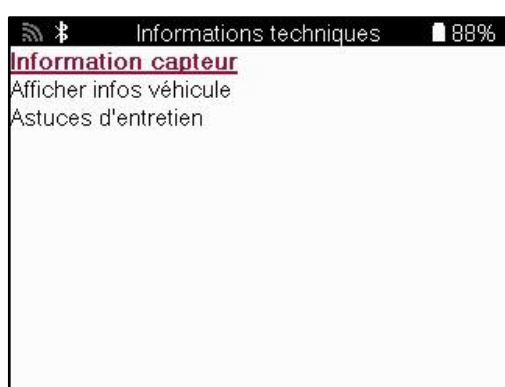 Informations techniques 88%
Information capteur
Afficher infos véhicule
Astuces d'entretien